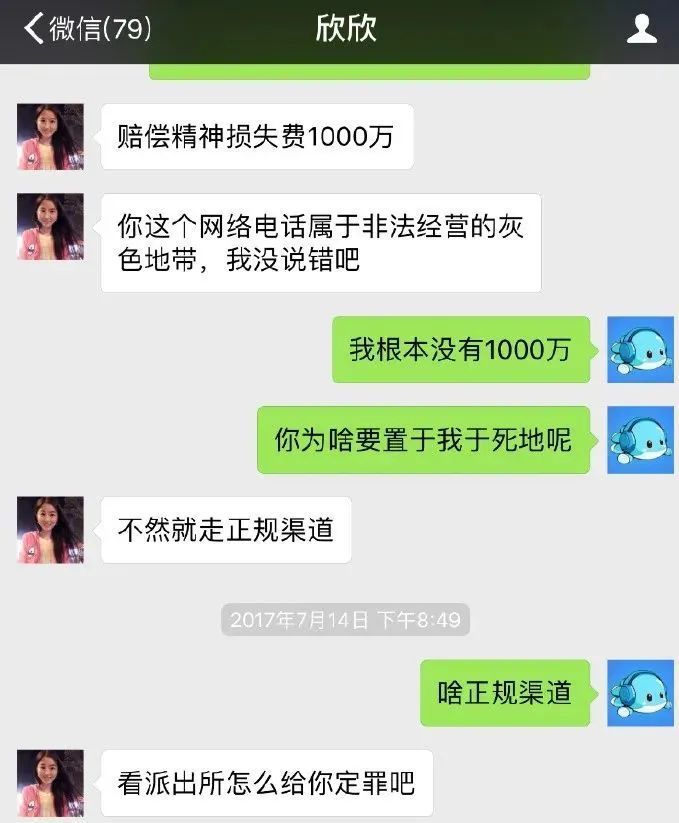 微信(79)
欣欣
赔偿精神损失费1000万
你这个网络电话属于非法经营的灰
色地带，我没说错吧
我根本没有1000万
你为啥要置于我于死地呢
不然就走正规渠道
2017年7月14日 下午8:49
啥正规渠道
看派出所怎么给你定罪吧